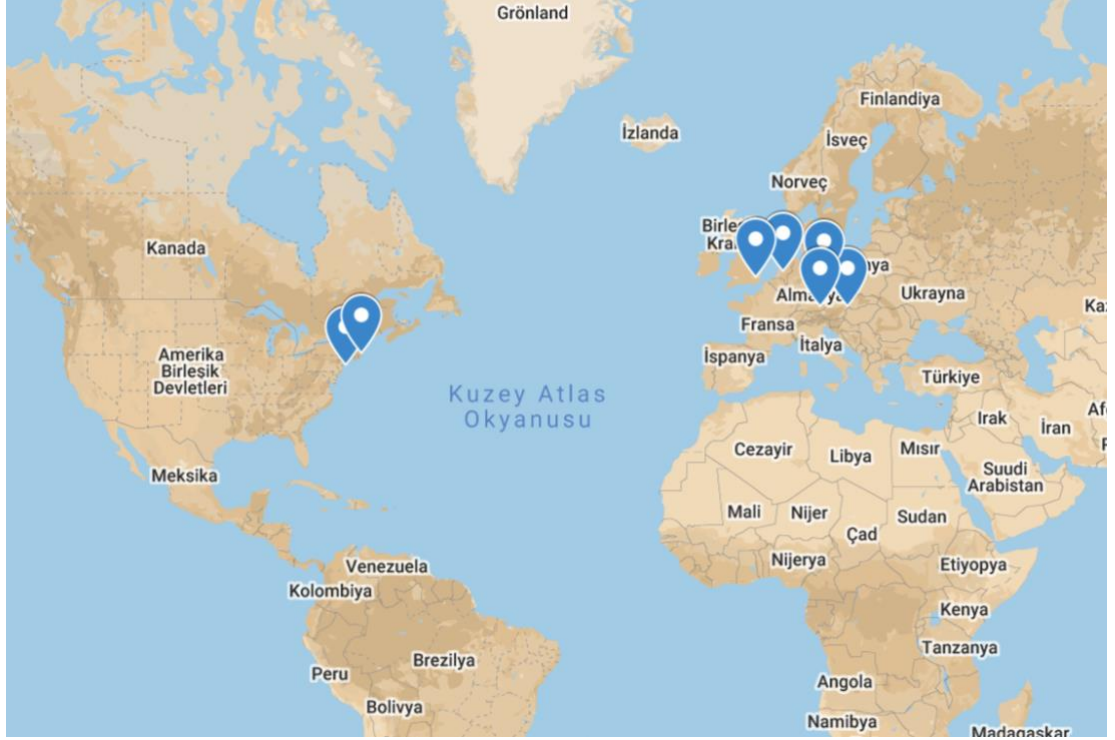 Grönland
Finlandiya
İzlanda
İsveç
Norveç
Kanada
Ukrayna
Fransa
İtalya
Amerika
Birleşik
Devletleri
İspanya
Türkiye
Kuzey Atlas
Okyanusu
Irak
İran
Cezayir
Libya
Mısır
Meksika
Suudi
Arabistan
Mali
Nijer
Sudan
Çad
Nijerya
Etiyopya
Venezuela
Kolombiya
Kenya
Tanzanya
Brezilya
Peru
Angola
Bolivya
Namibya
Madagaskar